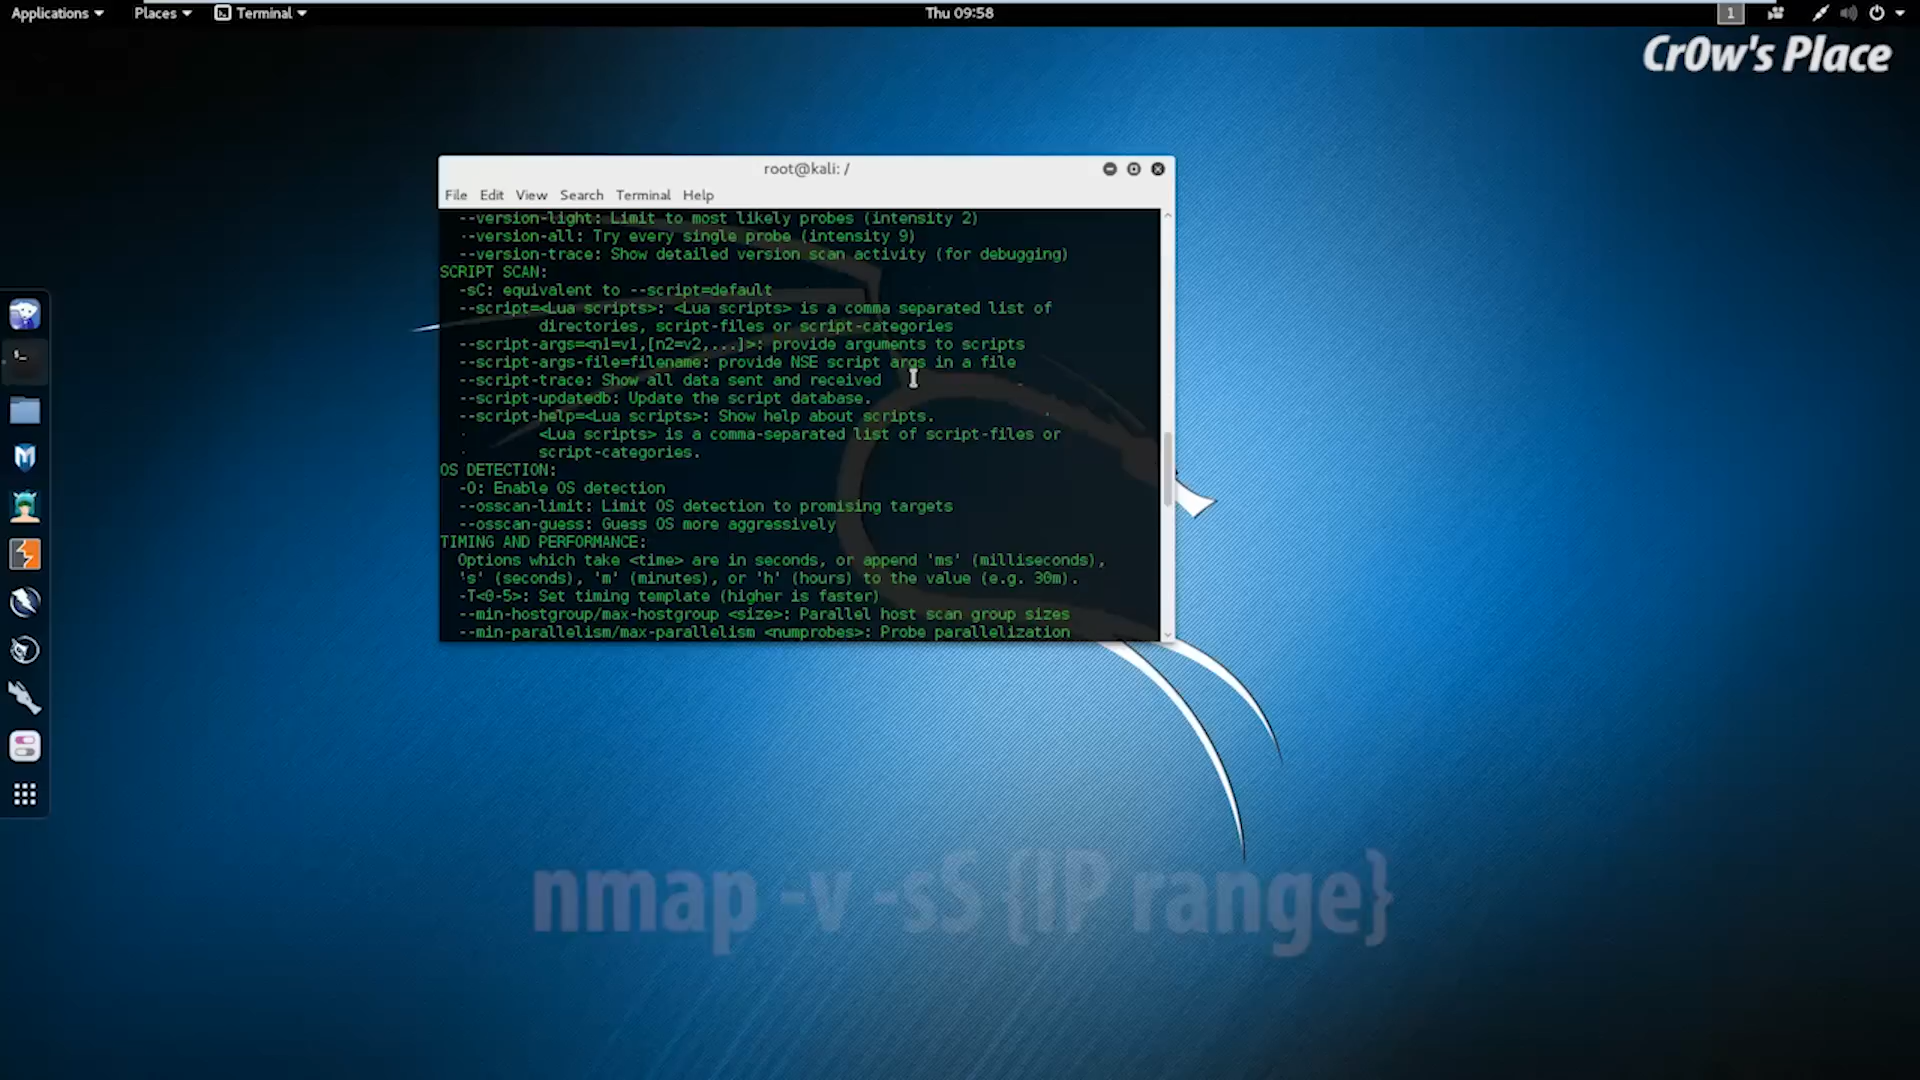 Applications Places Terminal Thu 09:58 1
Cr0w's Place
root@kali: /
File Edit View Search Terminal Help
--version-light: Limit to most likely probes (intensity 2)
--version-all: Try every single probe (intensity 9)
--version-trace: Show detailed version scan activity (for debugging)
SCRIPT SCAN:
-sC: equivalent to --script=default
--script=<Lua scripts>: <Lua scripts> is a comma separated list of
directories, script-files or script-categories
--script-args=<n1=v1,[n2=v2,...]>: provide arguments to scripts
--script-args-file=filename: provide NSE script args in a file
--script-trace: Show all data sent and received
--script-updatedb: Update the script database.
--script-help=<Lua scripts>: Show help about scripts.
<Lua scripts> is a comma-separated list of script-files or
script-categories.
OS DETECTION:
-O: Enable OS detection
--osscan-limit: Limit OS detection to promising targets
--osscan-guess: Guess OS more aggressively
TIMING AND PERFORMANCE:
Options which take <time> are in seconds, or append 'ms' (milliseconds),
's' (seconds), 'm' (minutes), or 'h' (hours) to the value (e.g. 30m).
-T<0-5>: Set timing template (higher is faster)
--min-hostgroup/max-hostgroup <size>: Parallel host scan group sizes
--min-parallelism/max-parallelism <numprobes>: Probe parallelization
nmap -v -sS {IP range}